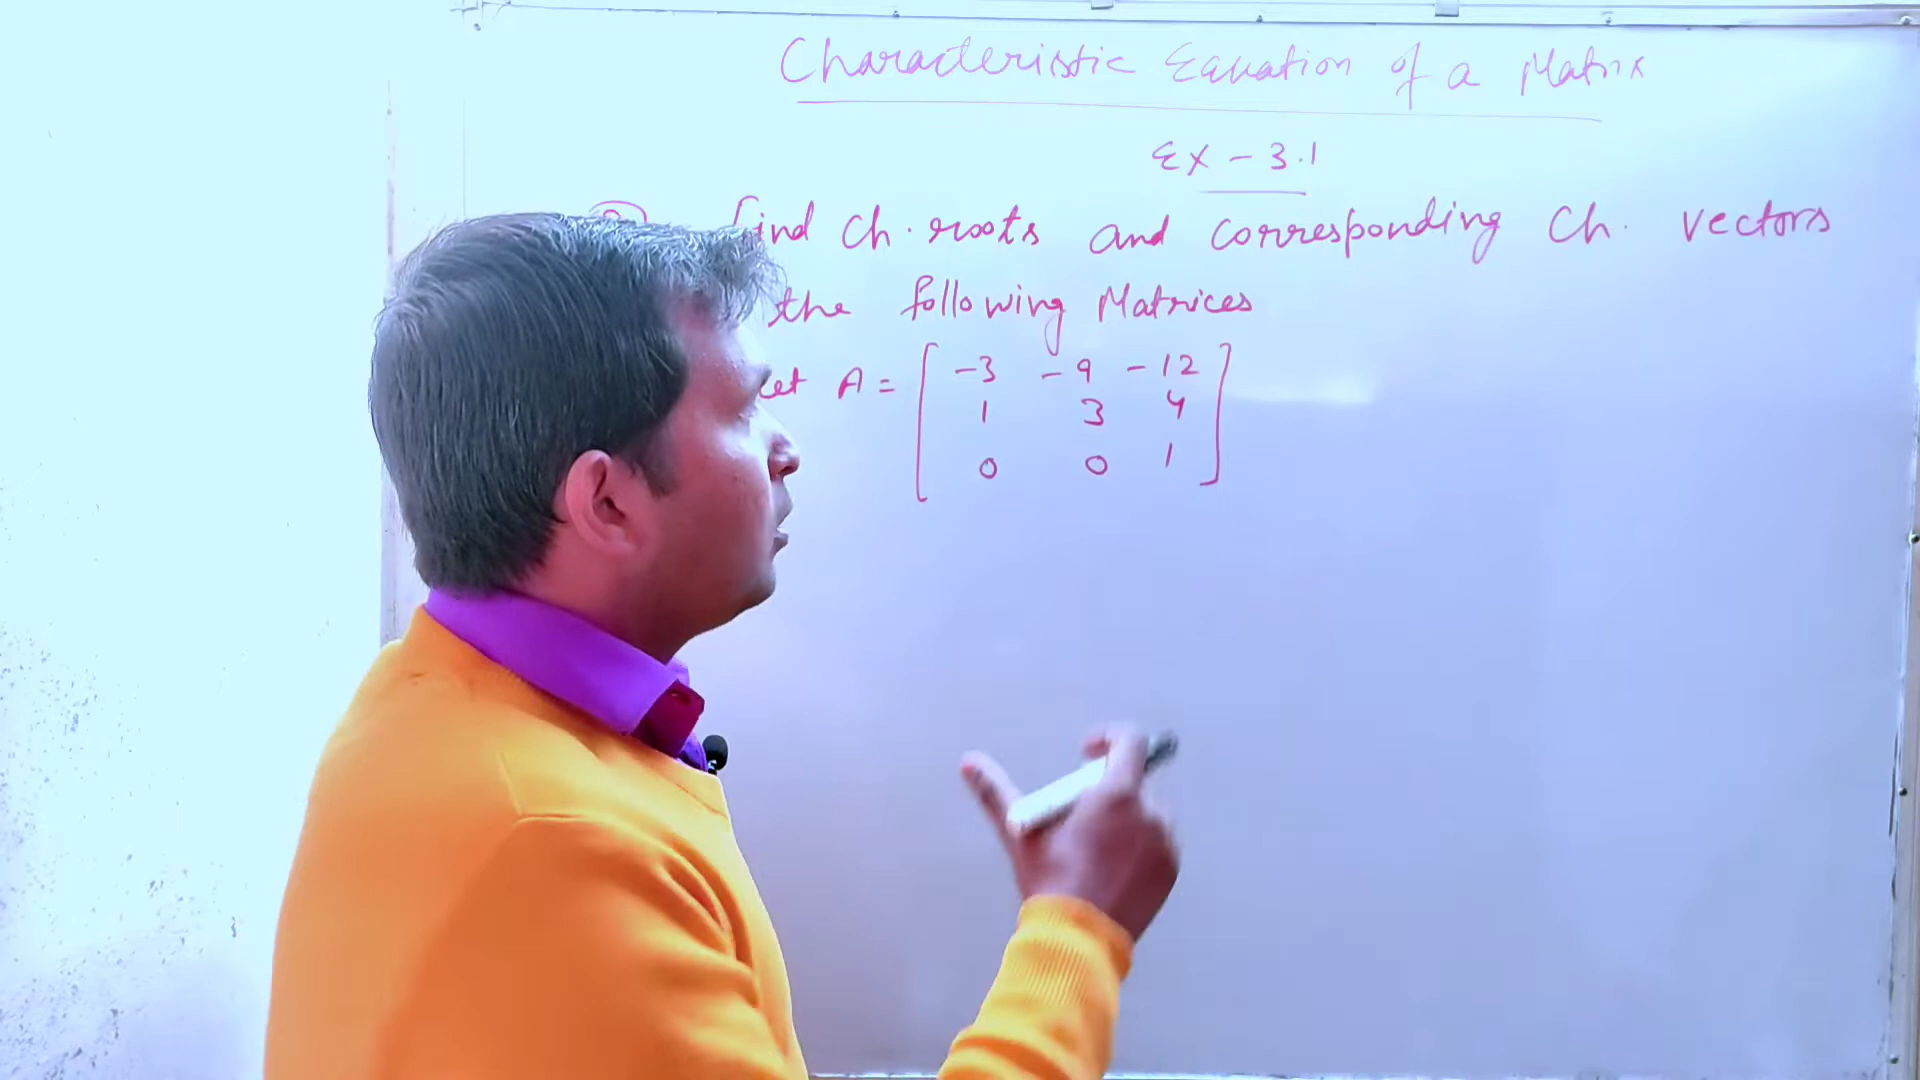 Characteristic Equation of a Matrix
Ex - 3.1
find Ch. roots and corresponding Ch. vectors
the following Matrices
Let A = [ -3 -9 -12
1 3 4
0 0 1 ]